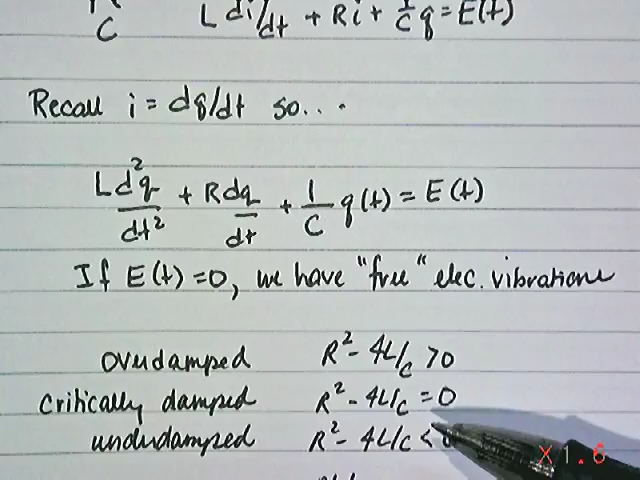 C L di/dt + Ri + 1/C q = E(t)
Recall i = dq/dt so...
L d²q/dt² + R dq/dt + 1/C q(t) = E(t)
If E(t) = 0, we have "free" elec. vibrations
overdamped R² - 4L/C > 0
critically damped R² - 4L/C = 0
underdamped R² - 4L/C <
X1.6